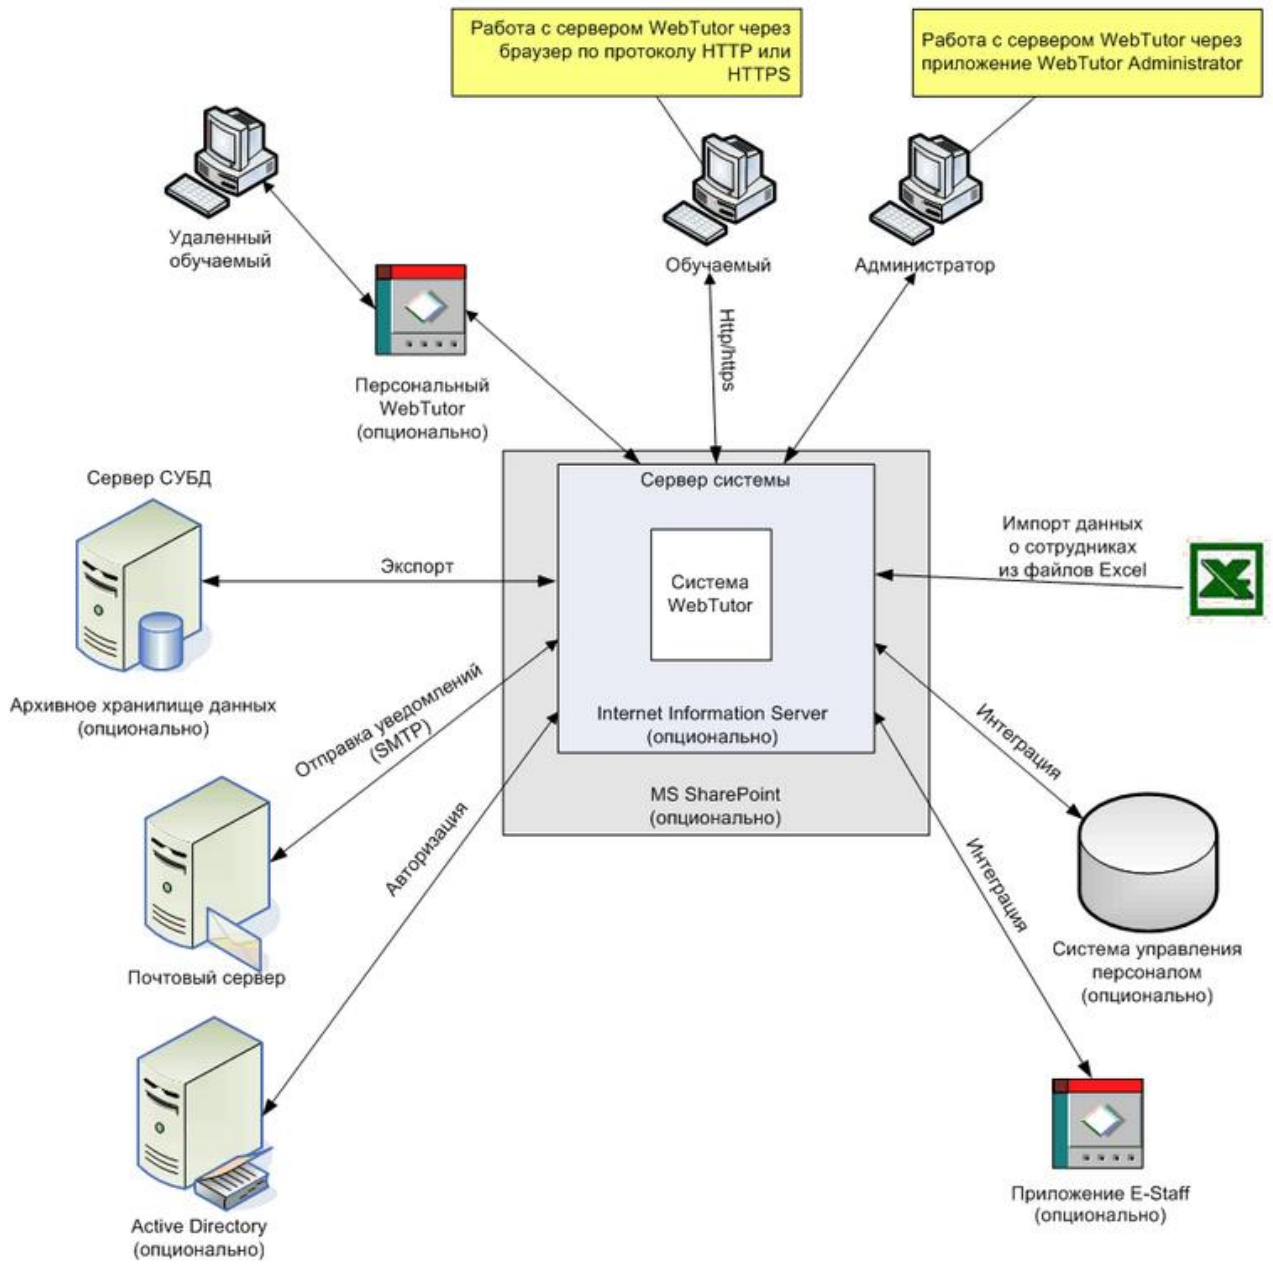 Работа с сервером WebTutor через
браузер по протоколу HTTP или
HTTPS
Работа с сервером WebTutor через
приложение WebTutor Administrator
Удаленный
обучаемый
Обучаемый
Администратор
Http/https
Персональный
WebTutor
(опционально)
Сервер СУБД
Сервер системы
Импорт данных
о сотрудниках
из файлов Excel
Экспорт
Система
WebTutor
Архивное хранилище данных
(опционально)
Отправка уведомлений
(SMTP)
Internet Information Server
(опционально)
Интеграция
MS SharePoint
(опционально)
Авторизация
Интеграция
Почтовый сервер
Система управления
персоналом
(опционально)
Active Directory
(опционально)
Приложение E-Staff
(опционально)